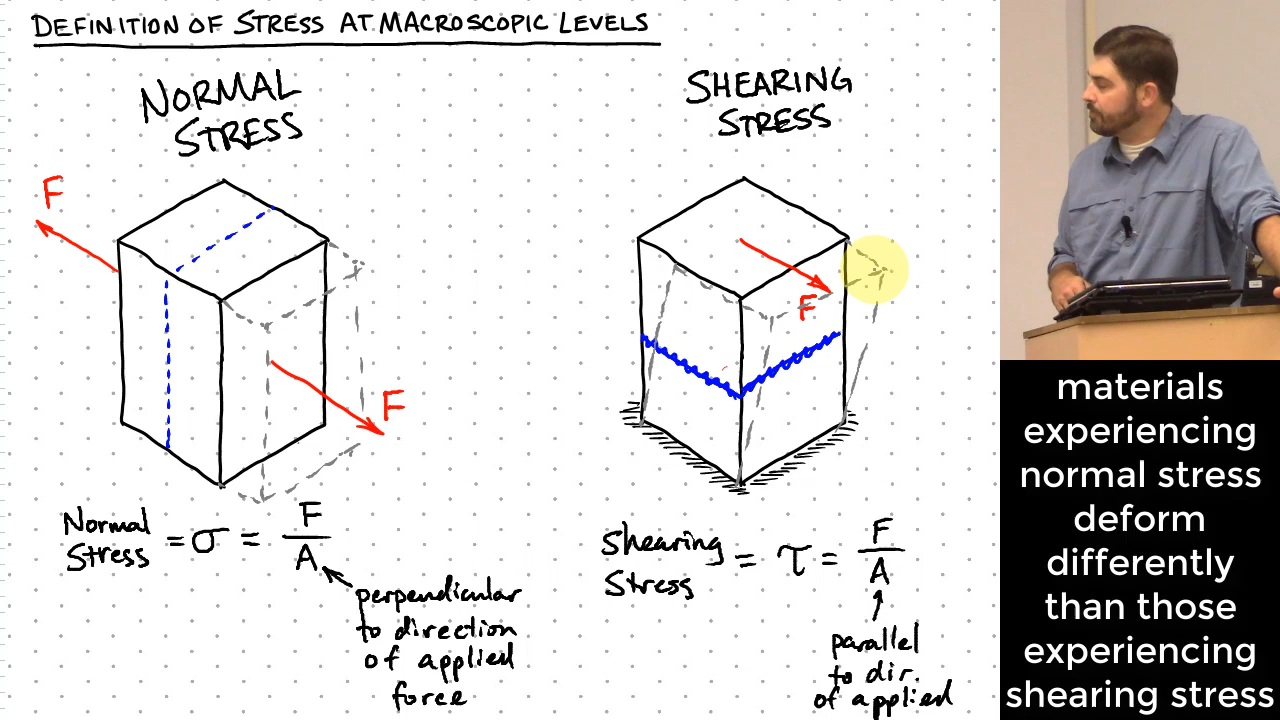 DEFINITION OF STRESS AT MACROSCOPIC LEVELS
NORMAL
STRESS
F
F
Normal
Stress = σ = F
A
perpendicular
to direction
of applied
force
SHEARING
STRESS
F
Shearing
Stress = τ = F
A
parallel
to dir.
of applied
materials
experiencing
normal stress
deform
differently
than those
experiencing
shearing stress